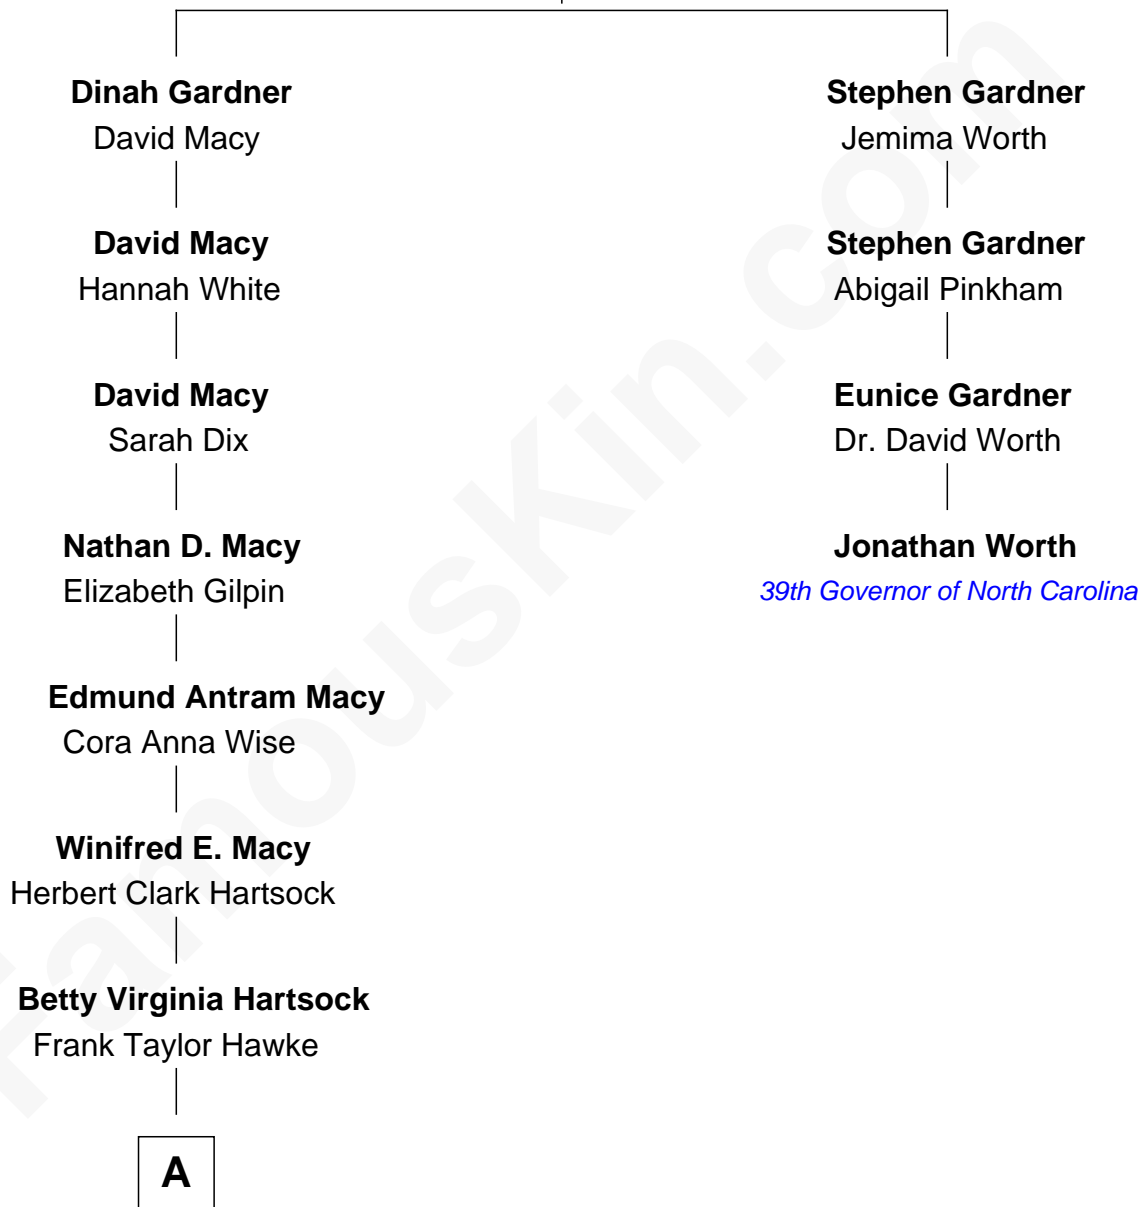 Dinah Gardner
David Macy
David Macy
Hannah White
David Macy
Sarah Dix
Nathan D. Macy
Elizabeth Gilpin
Edmund Antram Macy
Cora Anna Wise
Winifred E. Macy
Herbert Clark Hartsock
Betty Virginia Hartsock
Frank Taylor Hawke
A
Stephen Gardner
Jemima Worth
Stephen Gardner
Abigail Pinkham
Eunice Gardner
Dr. David Worth
Jonathan Worth
39th Governor of North Carolina
FamousKin.com